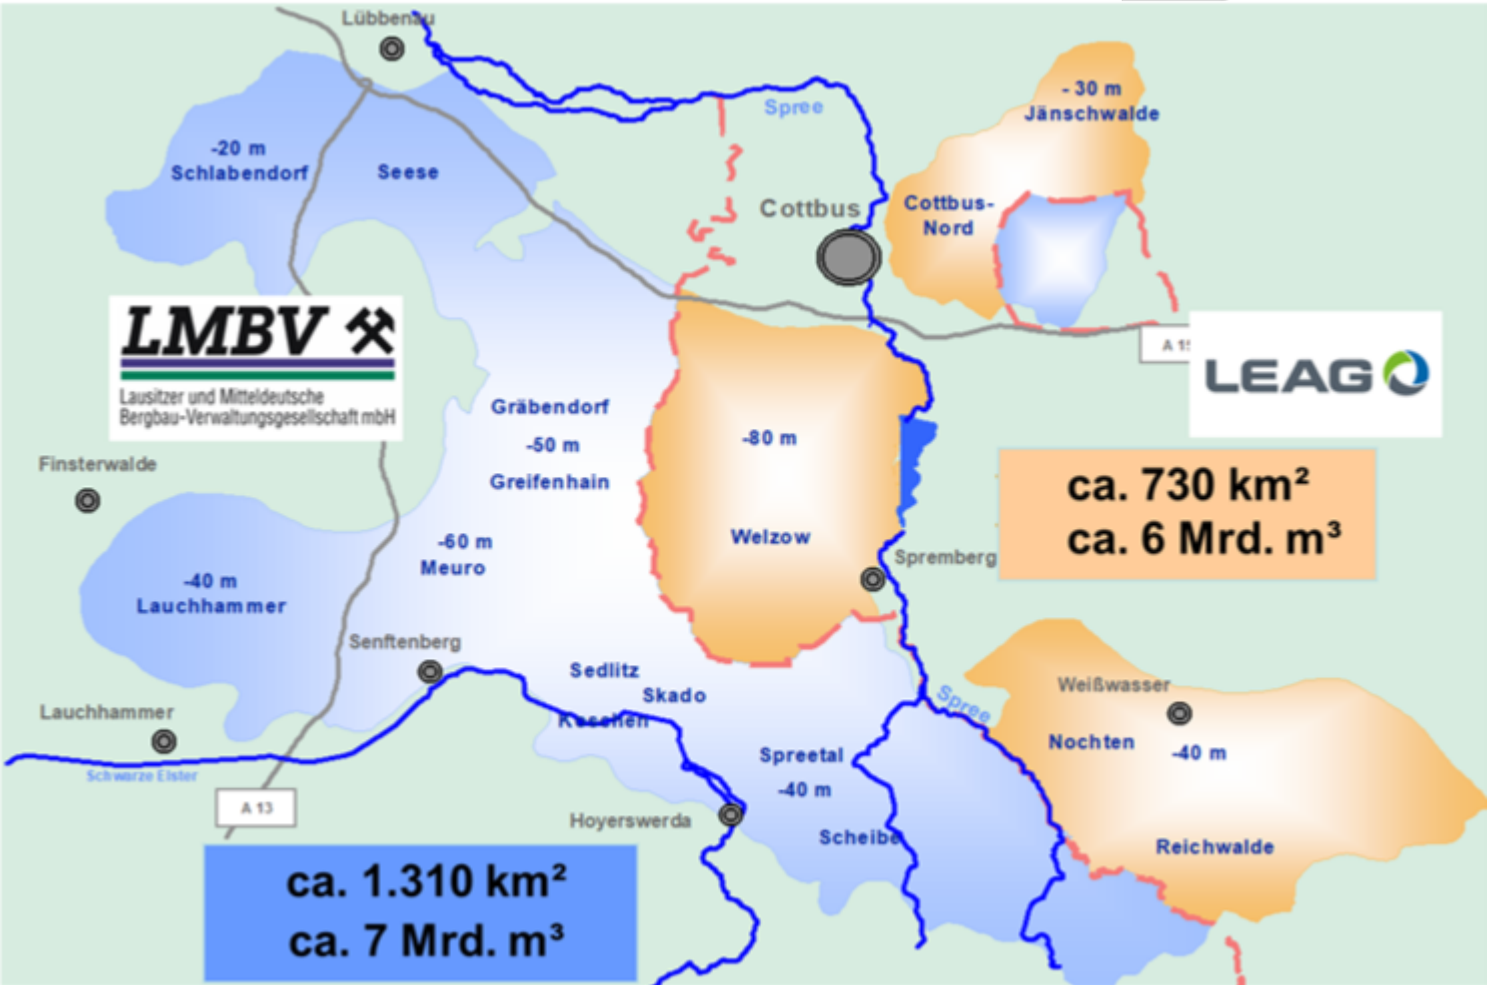 Lübbenau
- 30 m
Jänschwalde
Spree
-20 m
Schlabendorf
Seese
Cottbus
Cottbus-
Nord
LMBV
Lausitzer und Mitteldeutsche
Bergbau-Verwaltungsgesellschaft mbH
A 15
LEAG
Gräbendorf
-50 m
Greifenhain
-80 m
Welzow
Finsterwalde
ca. 730 km²
ca. 6 Mrd. m³
-60 m
Meuro
Spremberg
-40 m
Lauchhammer
Senftenberg
Sedlitz
Skado
Koschen
Spree
Weißwasser
Nochten
-40 m
Lauchhammer
Schwarze Elster
Spreetal
-40 m
A 13
Hoyerswerda
Scheibe
Reichwalde
ca. 1.310 km²
ca. 7 Mrd. m³